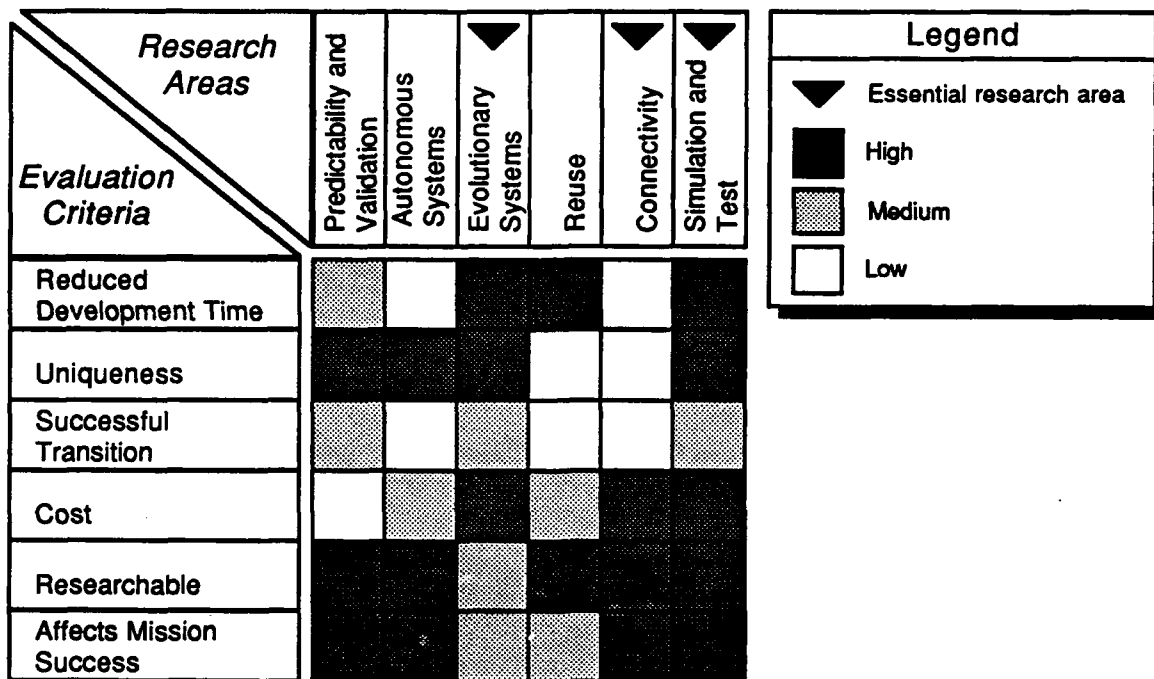 Research
Areas
Evaluation
Criteria
Predictability and
Validation
Autonomous
Systems
Evolutionary
Systems
Reuse
Connectivity
Simulation and
Test
Reduced
Development Time
Uniqueness
Successful
Transition
Cost
Researchable
Affects Mission
Success
Legend
Essential research area
High
Medium
Low